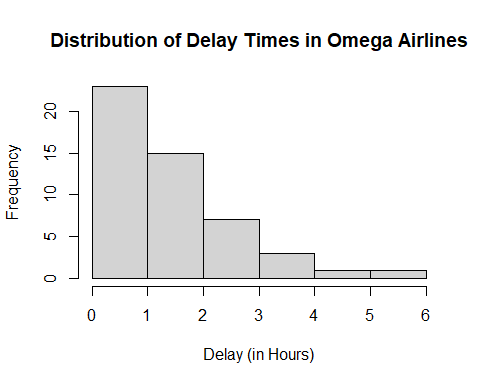 Distribution of Delay Times in Omega Airlines
Frequency
20
15
10
5
0
0 1 2 3 4 5 6
Delay (in Hours)